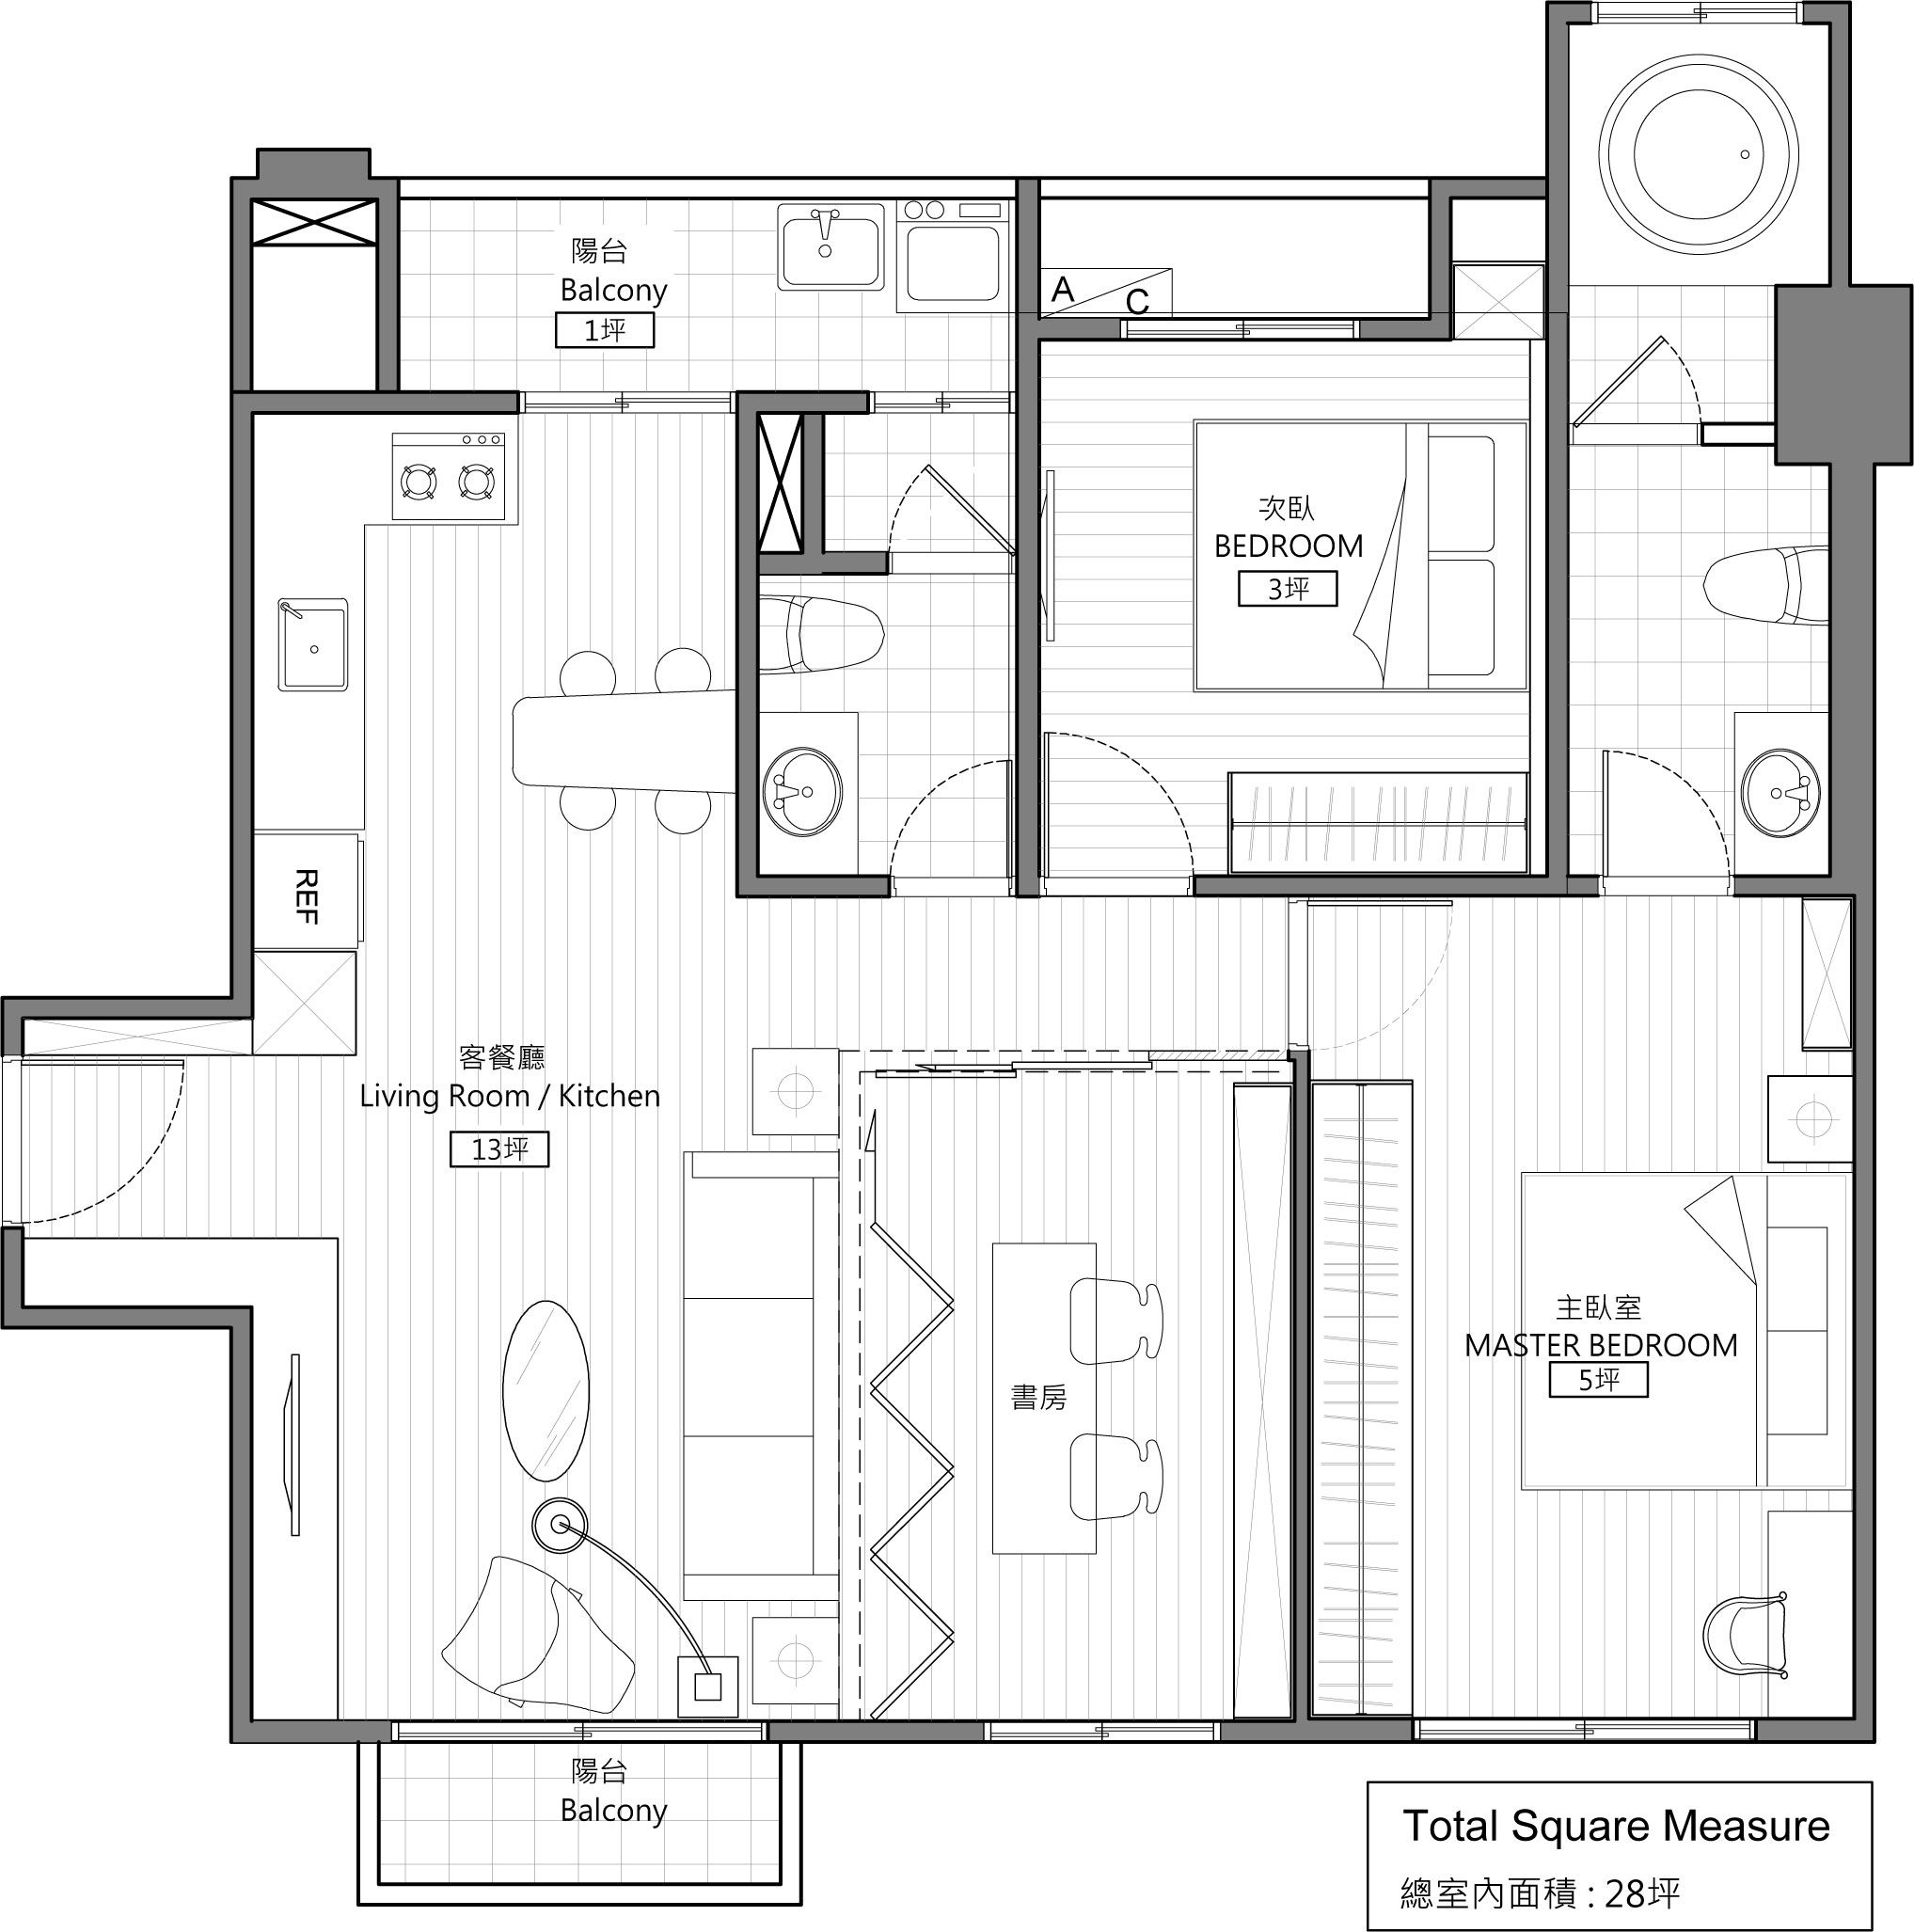 陽台
Balcony
1坪
A
C
次臥
BEDROOM
3坪
REF
客餐廳
Living Room / Kitchen
13坪
主臥室
MASTER BEDROOM
5坪
書房
陽台
Balcony
Total Square Measure
總室內面積 : 28坪